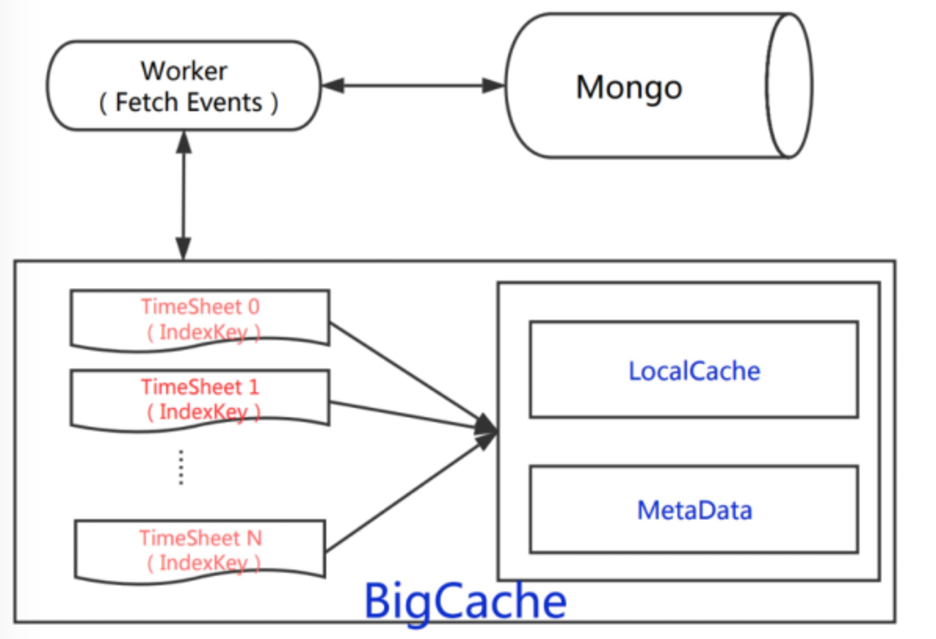 Worker
( Fetch Events )
Mongo
TimeSheet 0
( IndexKey )
TimeSheet 1
( IndexKey )
TimeSheet N
( IndexKey )
LocalCache
MetaData
BigCache